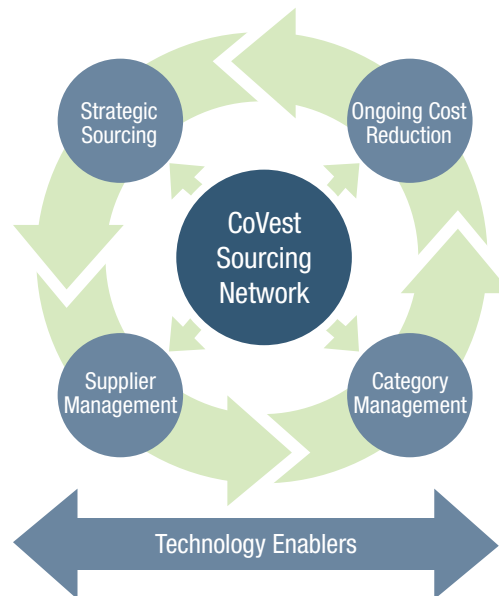 Strategic
Sourcing
Ongoing Cost
Reduction
CoVest
Sourcing
Network
Supplier
Management
Category
Management
Technology Enablers